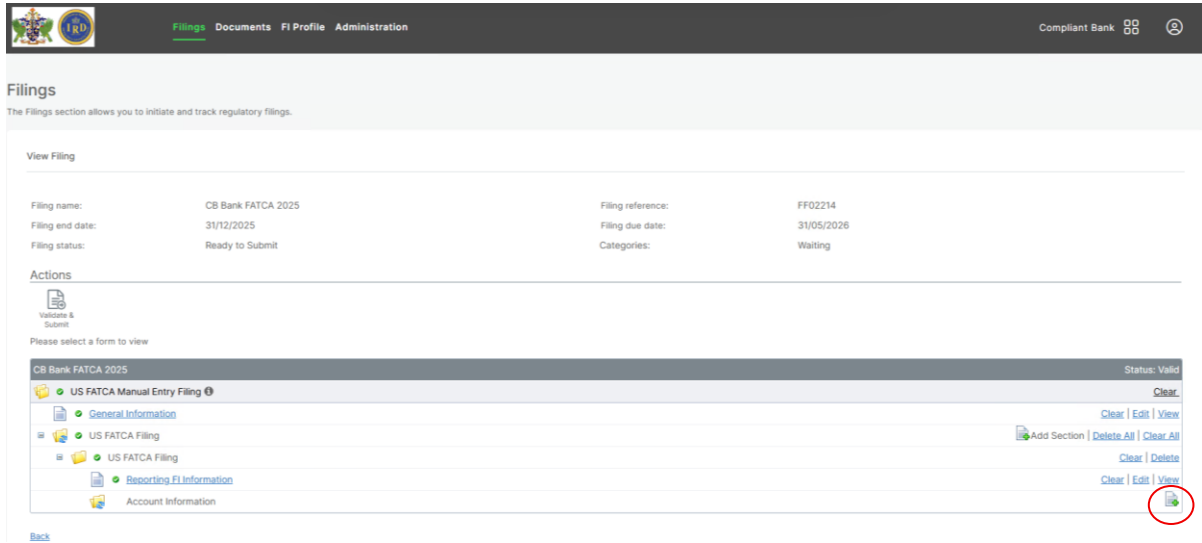 IRD Filings Documents FI Profile Administration Compliant Bank
Filings
The Filings section allows you to initiate and track regulatory filings.
View Filing
Filing name: CB Bank FATCA 2025 Filing reference: FF02214
Filing end date: 31/12/2025 Filing due date: 31/05/2026
Filing status: Ready to Submit Categories: Waiting
Actions
Validate &
Submit
Please select a form to view
CB Bank FATCA 2025 Status: Valid
US FATCA Manual Entry Filing Clear
General Information Clear | Edit | View
US FATCA Filing Add Section | Delete All | Clear All
US FATCA Filing Clear | Delete
Reporting FI Information Clear | Edit | View
Account Information
Back